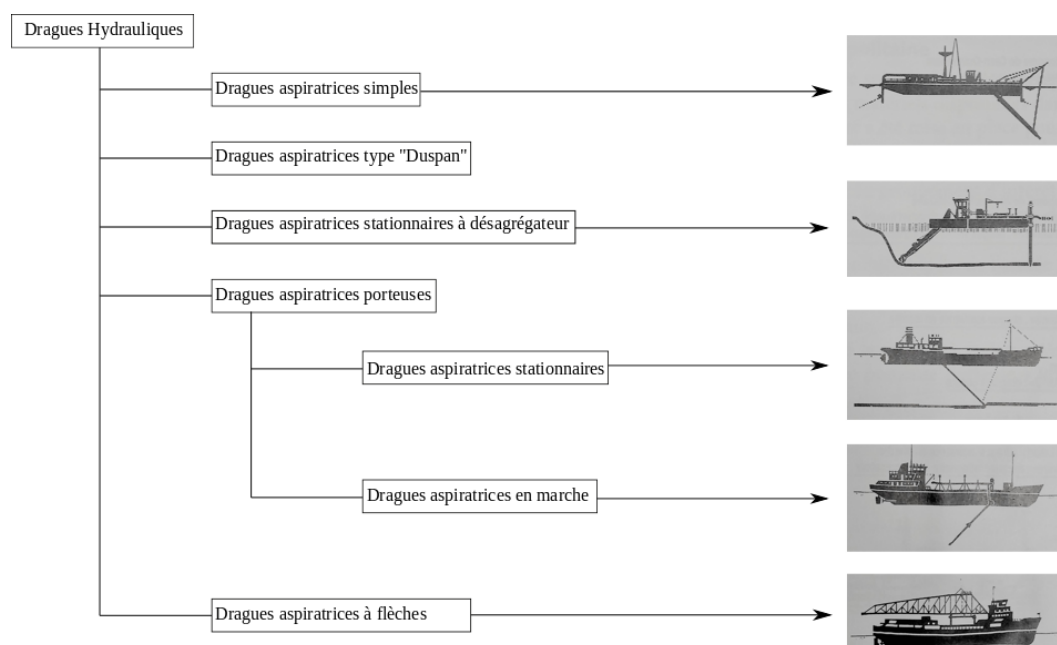 Dragues Hydrauliques
Dragues aspiratrices simples
Dragues aspiratrices type "Duspan"
Dragues aspiratrices stationnaires à désagrégateur
Dragues aspiratrices porteuses
Dragues aspiratrices stationnaires
Dragues aspiratrices en marche
Dragues aspiratrices à flèches